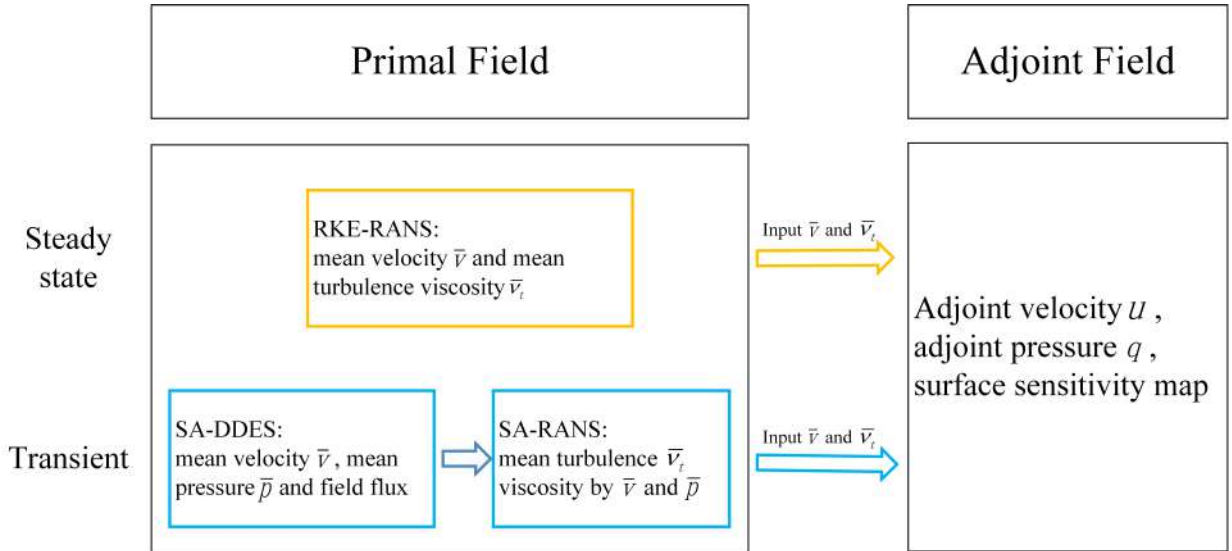 Primal Field
Adjoint Field
Steady
state
RKE-RANS:
mean velocity v̅ and mean
turbulence viscosity ν̅ₜ
Input v̅ and ν̅ₜ
Adjoint velocity u ,
adjoint pressure q ,
surface sensitivity map
Transient
SA-DDES:
mean velocity v̅ , mean
pressure p̅ and field flux
SA-RANS:
mean turbulence ν̅ₜ
viscosity by v̅ and p̅
Input v̅ and ν̅ₜ